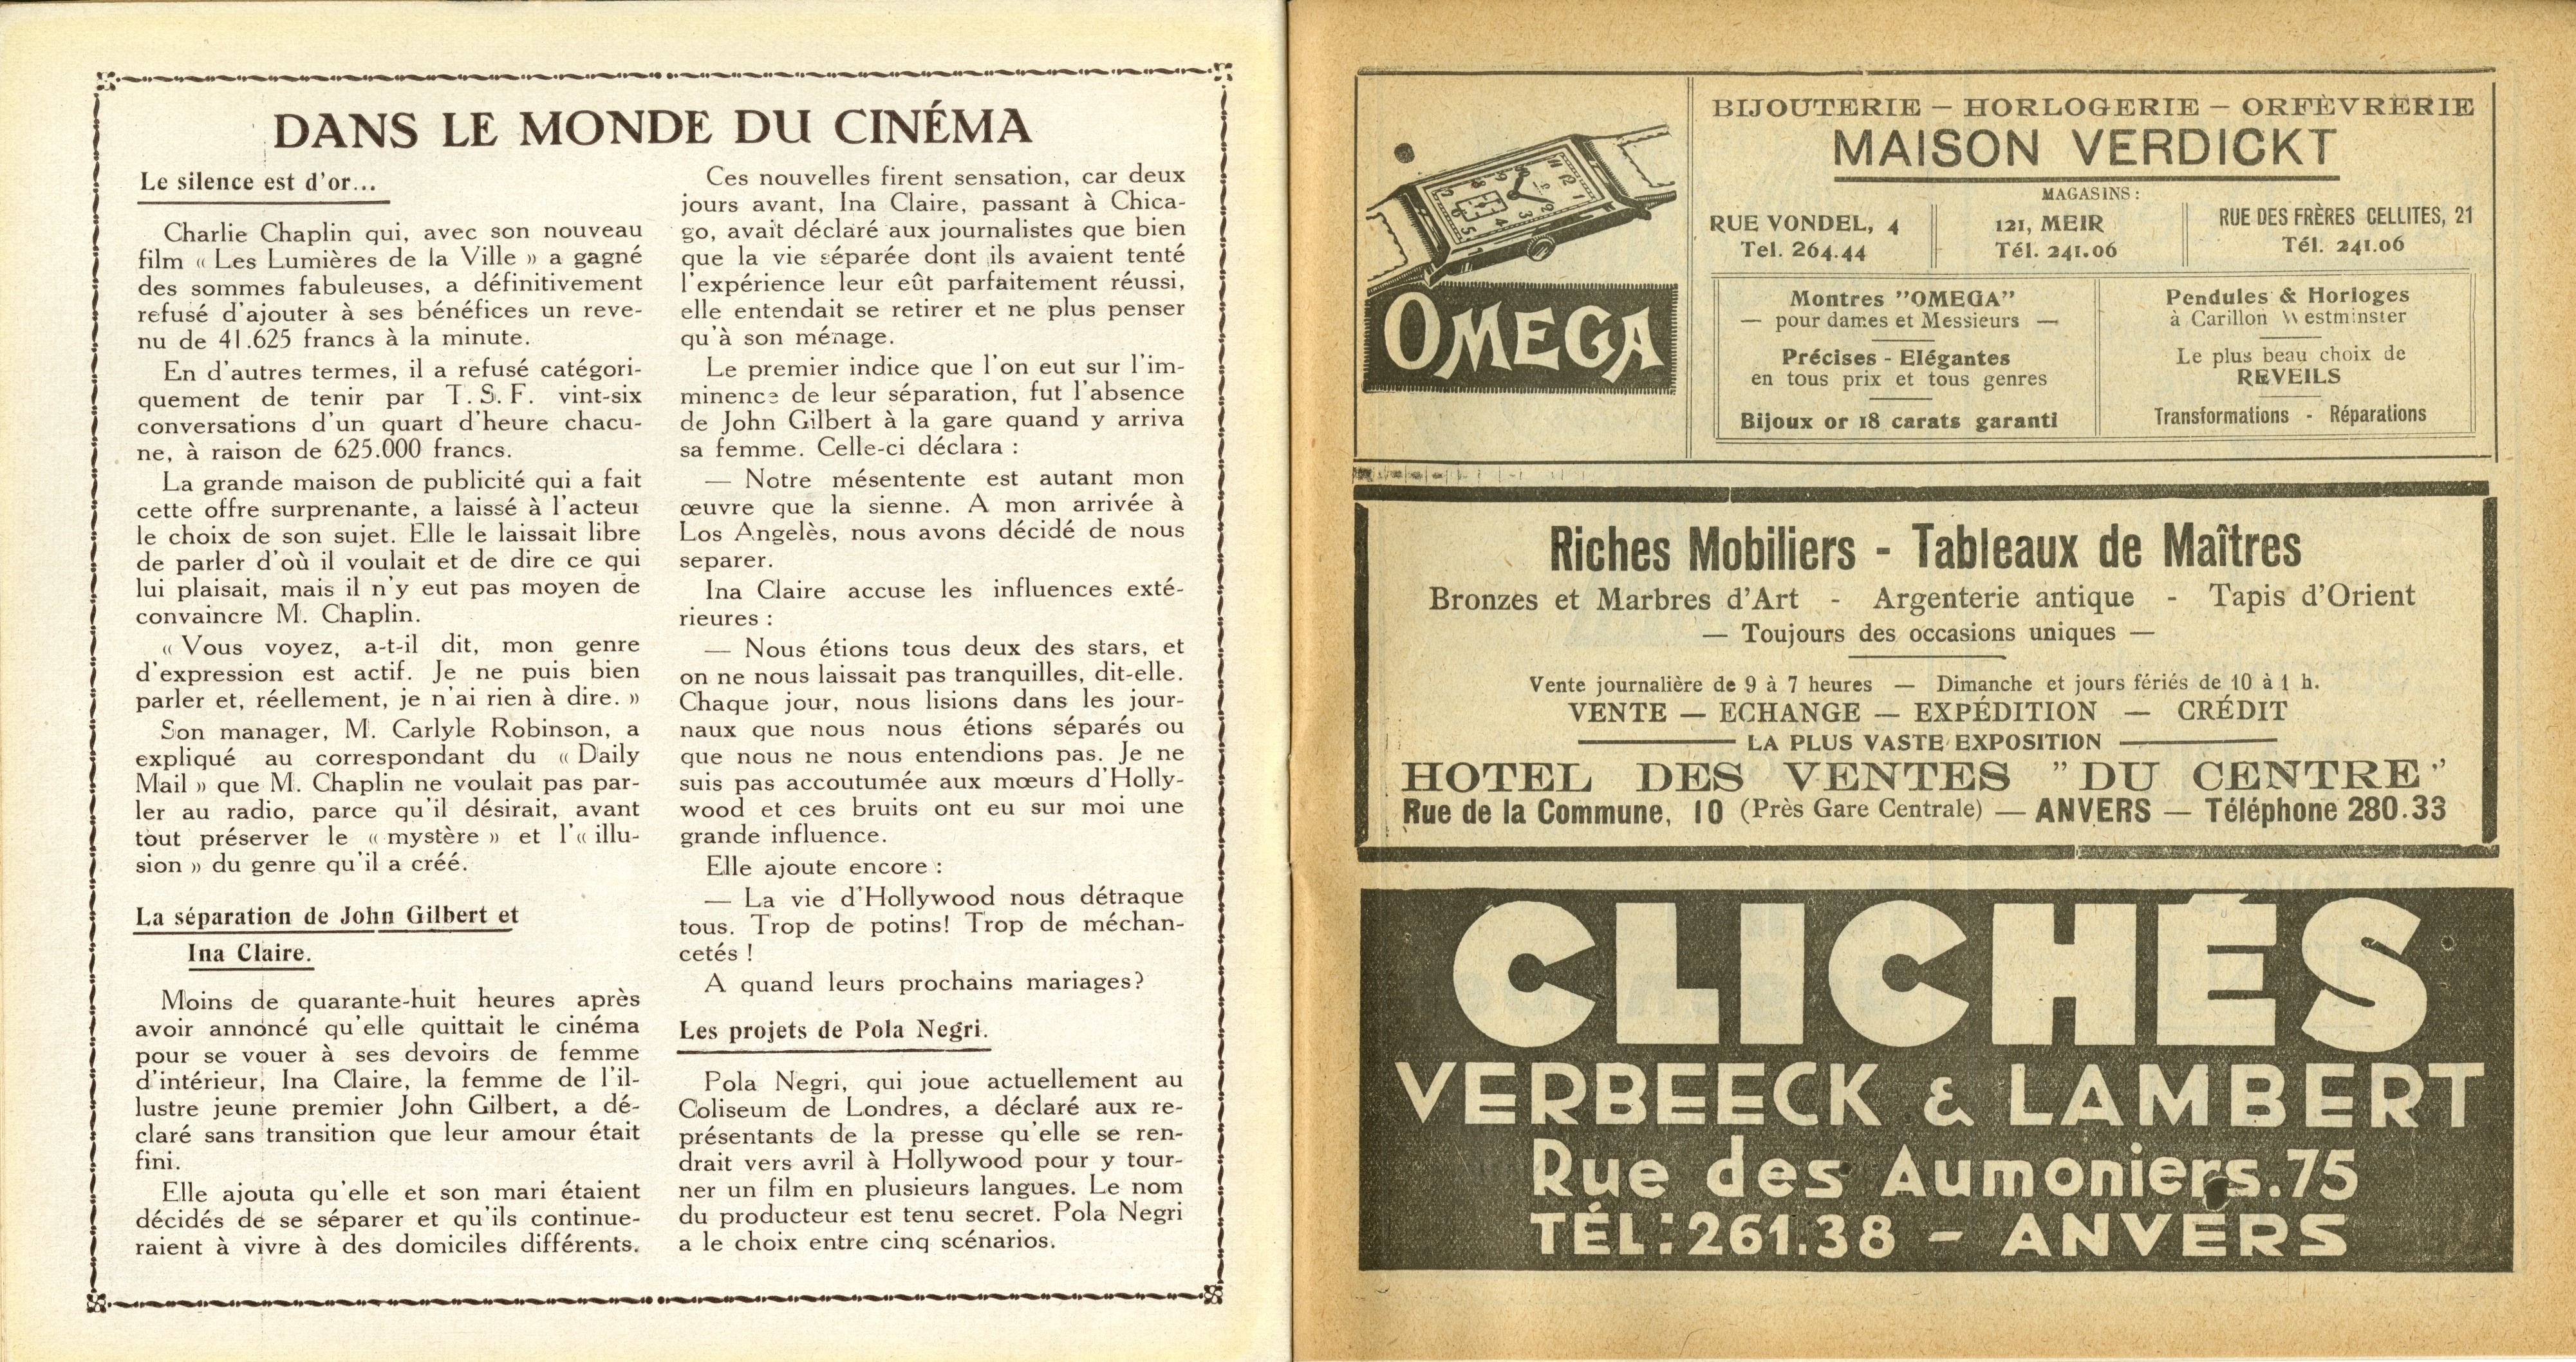 DANS LE MONDE DU CINÉMA
Le silence est d'or...
Charlie Chaplin qui, avec son nouveau
film « Les Lumières de la Ville » a gagné
des sommes fabuleuses, a définitivement
refusé d'ajouter à ses bénéfices un reve-
nu de 41.625 francs à la minute.
En d'autres termes, il a refusé catégori-
quement de tenir par T. S. F. vint-six
conversations d'un quart d'heure chacu-
ne, à raison de 625.000 francs.
La grande maison de publicité qui a fait
cette offre surprenante, a laissé à l'acteur
le choix de son sujet. Elle le laissait libre
de parler d'où il voulait et de dire ce qui
lui plaisait, mais il n'y eut pas moyen de
convaincre M. Chaplin.
« Vous voyez, a-t-il dit, mon genre
d'expression est actif. Je ne puis bien
parler et, réellement, je n'ai rien à dire. »
Son manager, M. Carlyle Robinson, a
expliqué au correspondant du « Daily
Mail » que M. Chaplin ne voulait pas par-
ler au radio, parce qu'il désirait, avant
tout préserver le « mystère » et l'« illu-
sion » du genre qu'il a créé.
La séparation de John Gilbert et
Ina Claire.
Moins de quarante-huit heures après
avoir annoncé qu'elle quittait le cinéma
pour se vouer à ses devoirs de femme
d'intérieur, Ina Claire, la femme de l'il-
lustre jeune premier John Gilbert, a dé-
claré sans transition que leur amour était
fini.
Elle ajouta qu'elle et son mari étaient
décidés de se séparer et qu'ils continue-
raient à vivre à des domiciles différents.
Ces nouvelles firent sensation, car deux
jours avant, Ina Claire, passant à Chica-
go, avait déclaré aux journalistes que bien
que la vie séparée dont ils avaient tenté
l'expérience leur eût parfaitement réussi,
elle entendait se retirer et ne plus penser
qu'à son ménage.
Le premier indice que l'on eut sur l'im-
minence de leur séparation, fut l'absence
de John Gilbert à la gare quand y arriva
sa femme. Celle-ci déclara :
— Notre mésentente est autant mon
œuvre que la sienne. A mon arrivée à
Los Angelès, nous avons décidé de nous
separer.
Ina Claire accuse les influences exté-
rieures :
— Nous étions tous deux des stars, et
on ne nous laissait pas tranquilles, dit-elle.
Chaque jour, nous lisions dans les jour-
naux que nous nous étions séparés ou
que nous ne nous entendions pas. Je ne
suis pas accoutumée aux mœurs d'Holly-
wood et ces bruits ont eu sur moi une
grande influence.
Elle ajoute encore :
— La vie d'Hollywood nous détraque
tous. Trop de potins! Trop de méchan-
cetés !
A quand leurs prochains mariages?
Les projets de Pola Negri.
Pola Negri, qui joue actuellement au
Coliseum de Londres, a déclaré aux re-
présentants de la presse qu'elle se ren-
drait vers avril à Hollywood pour y tour-
ner un film en plusieurs langues. Le nom
du producteur est tenu secret. Pola Negri
a le choix entre cinq scénarios.
OMEGA
BIJOUTERIE — HORLOGERIE — ORFÈVRERIE
MAISON VERDICKT
MAGASINS :
RUE VONDEL, 4
Tel. 264.44
121, MEIR
Tél. 241.06
RUE DES FRÈRES CELLITES, 21
Tél. 241.06
Montres "OMEGA"
— pour dames et Messieurs —
Précises - Elégantes
en tous prix et tous genres
Bijoux or 18 carats garanti
Pendules & Horloges
à Carillon Westminster
Le plus beau choix de
REVEILS
Transformations - Réparations
Riches Mobiliers - Tableaux de Maîtres
Bronzes et Marbres d'Art - Argenterie antique - Tapis d'Orient
— Toujours des occasions uniques —
Vente journalière de 9 à 7 heures — Dimanche et jours fériés de 10 à 1 h.
VENTE — ECHANGE — EXPÉDITION — CRÉDIT
LA PLUS VASTE EXPOSITION
HOTEL DES VENTES "DU CENTRE"
Rue de la Commune, 10 (Près Gare Centrale) — ANVERS — Téléphone 280.33
CLICHÉS
VERBEECK & LAMBERT
Rue des Aumoniers.75
TÉL:261.38 - ANVERS